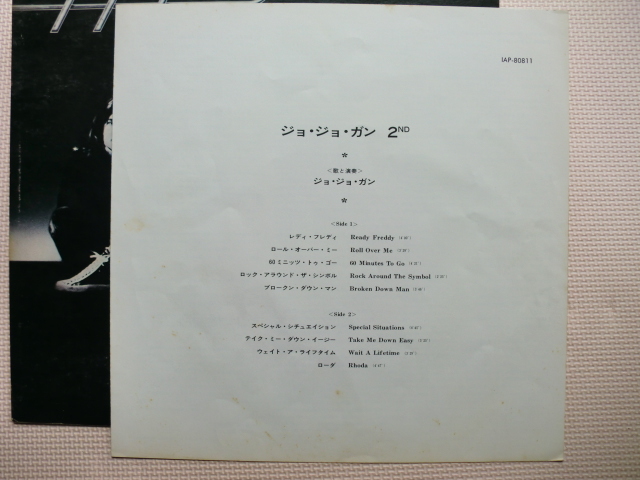 IAP-80811
ジョ・ジョ・ガン 2ND
☆
<歌と演奏>
ジョ・ジョ・ガン
☆
<Side 1>
レディ・フレディ Ready Freddy
ロール・オーバー・ミー Roll Over Me
60ミニッツ・トゥ・ゴー 60 Minutes To Go
ロック・アラウンド・ザ・シンボル Rock Around The Symbol
ブロークン・ダウン・マン Broken Down Man
<Side 2>
スペシャル・シチュエイション Special Situations
テイク・ミー・ダウン・イージー Take Me Down Easy
ウェイト・ア・ライフタイム Wait A Lifetime
ローダ Rhoda